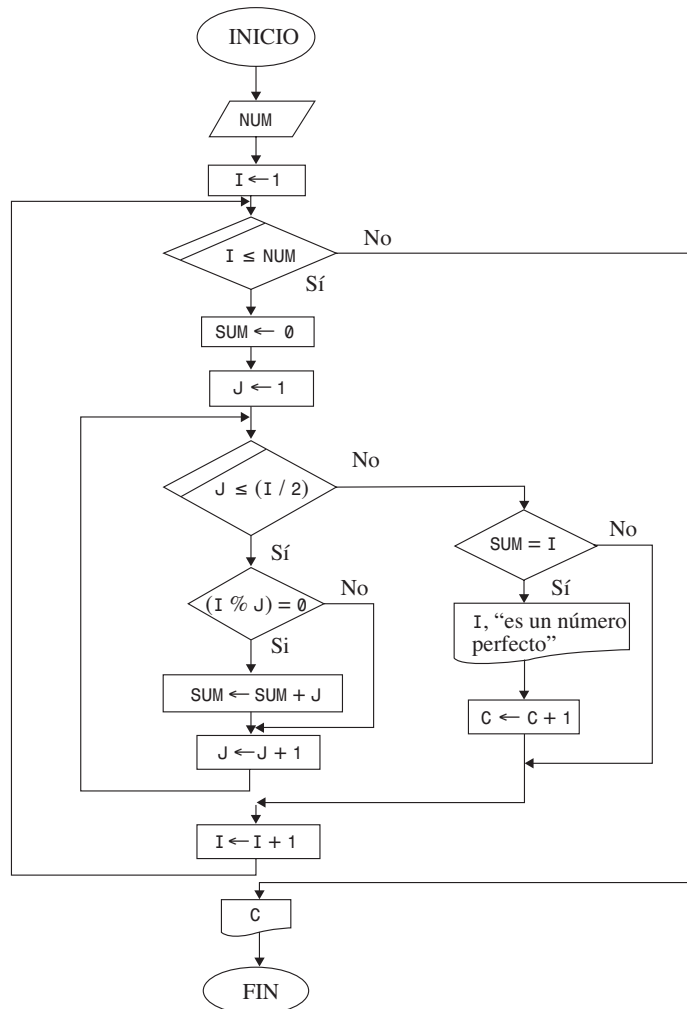 INICIO
NUM
I ← 1
I ≤ NUM
No
Sí
SUM ← 0
J ← 1
J ≤ (I / 2)
No
Sí
SUM = I
No
Sí
(I % J) = 0
No
Si
I, “es un número
perfecto”
SUM ← SUM + J
C ← C + 1
J ← J + 1
I ← I + 1
C
FIN